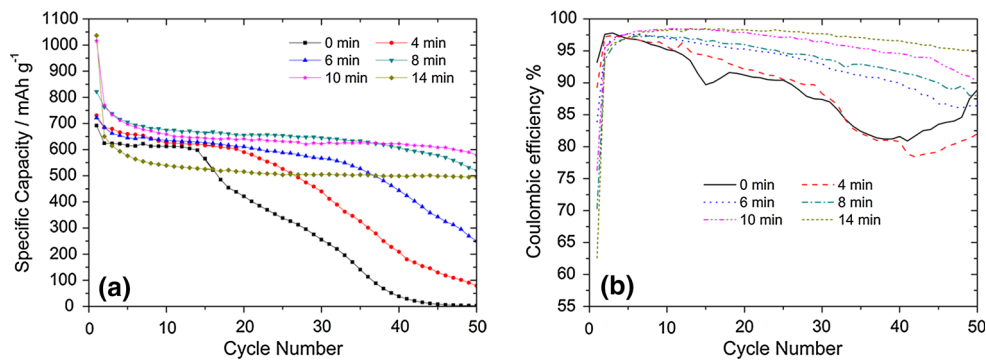 (a)
Specific Capacity / mAh g⁻¹
1100
1000
900
800
700
600
500
400
300
200
100
0
0 min
4 min
6 min
8 min
10 min
14 min
0
10
20
30
40
50
Cycle Number
(b)
Coulombic efficiency %
100
95
90
85
80
75
70
65
60
55
0 min
4 min
6 min
8 min
10 min
14 min
0
10
20
30
40
50
Cycle Number